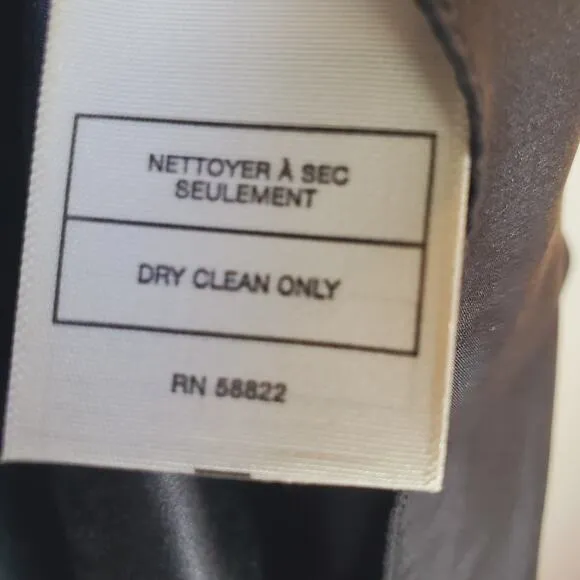 NETTOYER À SEC
SEULEMENT
DRY CLEAN ONLY
RN 58822